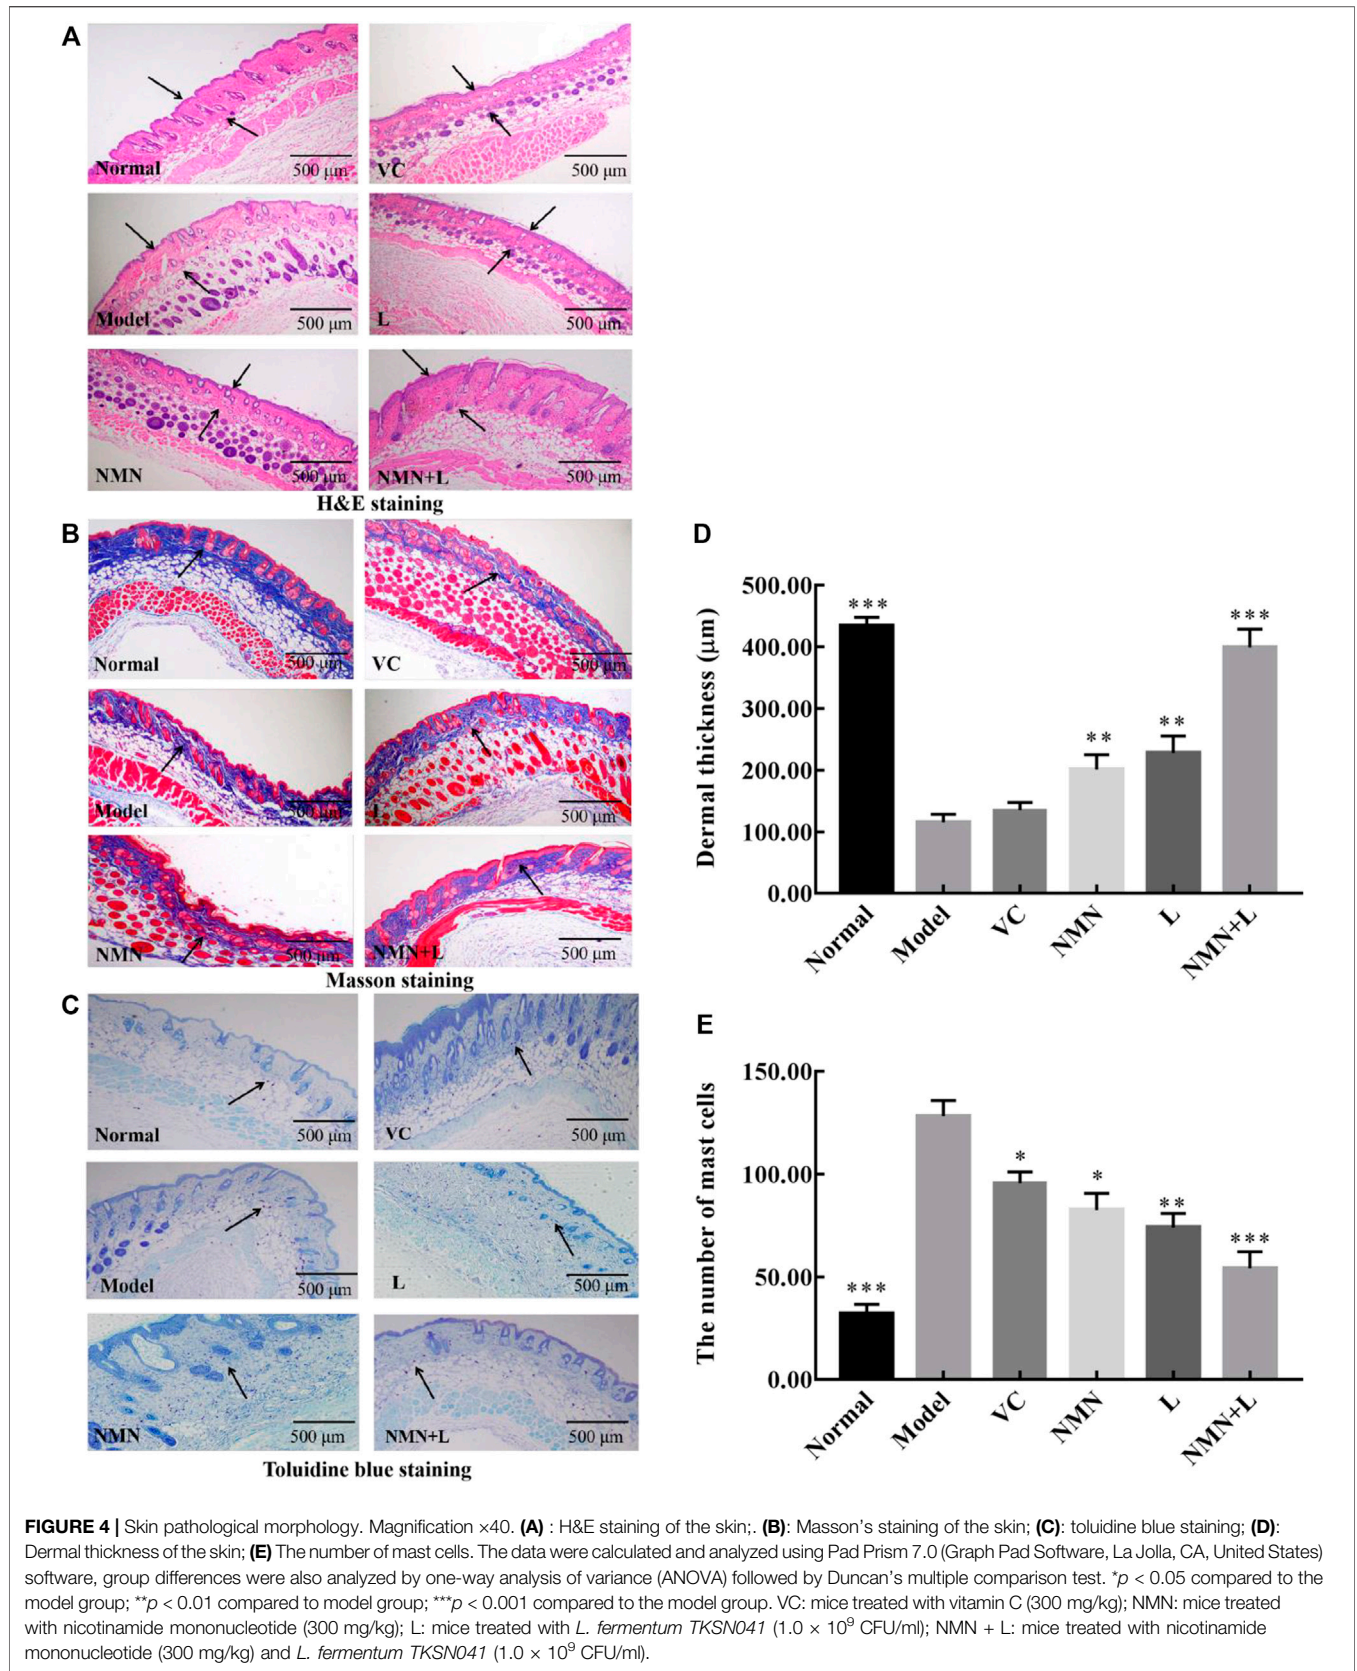 A
Normal
500 μm
VC
500 μm
Model
500 μm
L
500 μm
NMN
500 μm
NMN+L
500 μm
H&E staining
B
Normal
500 μm
VC
500 μm
Model
500 μm
L
500 μm
NMN
500 μm
NMN+L
500 μm
Masson staining
C
Normal
500 μm
VC
500 μm
Model
500 μm
L
500 μm
NMN
500 μm
NMN+L
500 μm
Toluidine blue staining
D
Dermal thickness (μm)
500.00
400.00
300.00
200.00
100.00
0.00
***
**
**
***
Normal
Model
VC
NMN
L
NMN+L
E
The number of mast cells
150.00
100.00
50.00
0.00
***
*
*
**
***
Normal
Model
VC
NMN
L
NMN+L
FIGURE 4 | Skin pathological morphology. Magnification ×40. (A) : H&E staining of the skin;. (B): Masson's staining of the skin; (C): toluidine blue staining; (D):
Dermal thickness of the skin; (E) The number of mast cells. The data were calculated and analyzed using Pad Prism 7.0 (Graph Pad Software, La Jolla, CA, United States)
software, group differences were also analyzed by one-way analysis of variance (ANOVA) followed by Duncan's multiple comparison test. *p < 0.05 compared to the
model group; **p < 0.01 compared to model group; ***p < 0.001 compared to the model group. VC: mice treated with vitamin C (300 mg/kg); NMN: mice treated
with nicotinamide mononucleotide (300 mg/kg); L: mice treated with L. fermentum TKSN041 (1.0 × 10⁹ CFU/ml); NMN + L: mice treated with nicotinamide
mononucleotide (300 mg/kg) and L. fermentum TKSN041 (1.0 × 10⁹ CFU/ml).